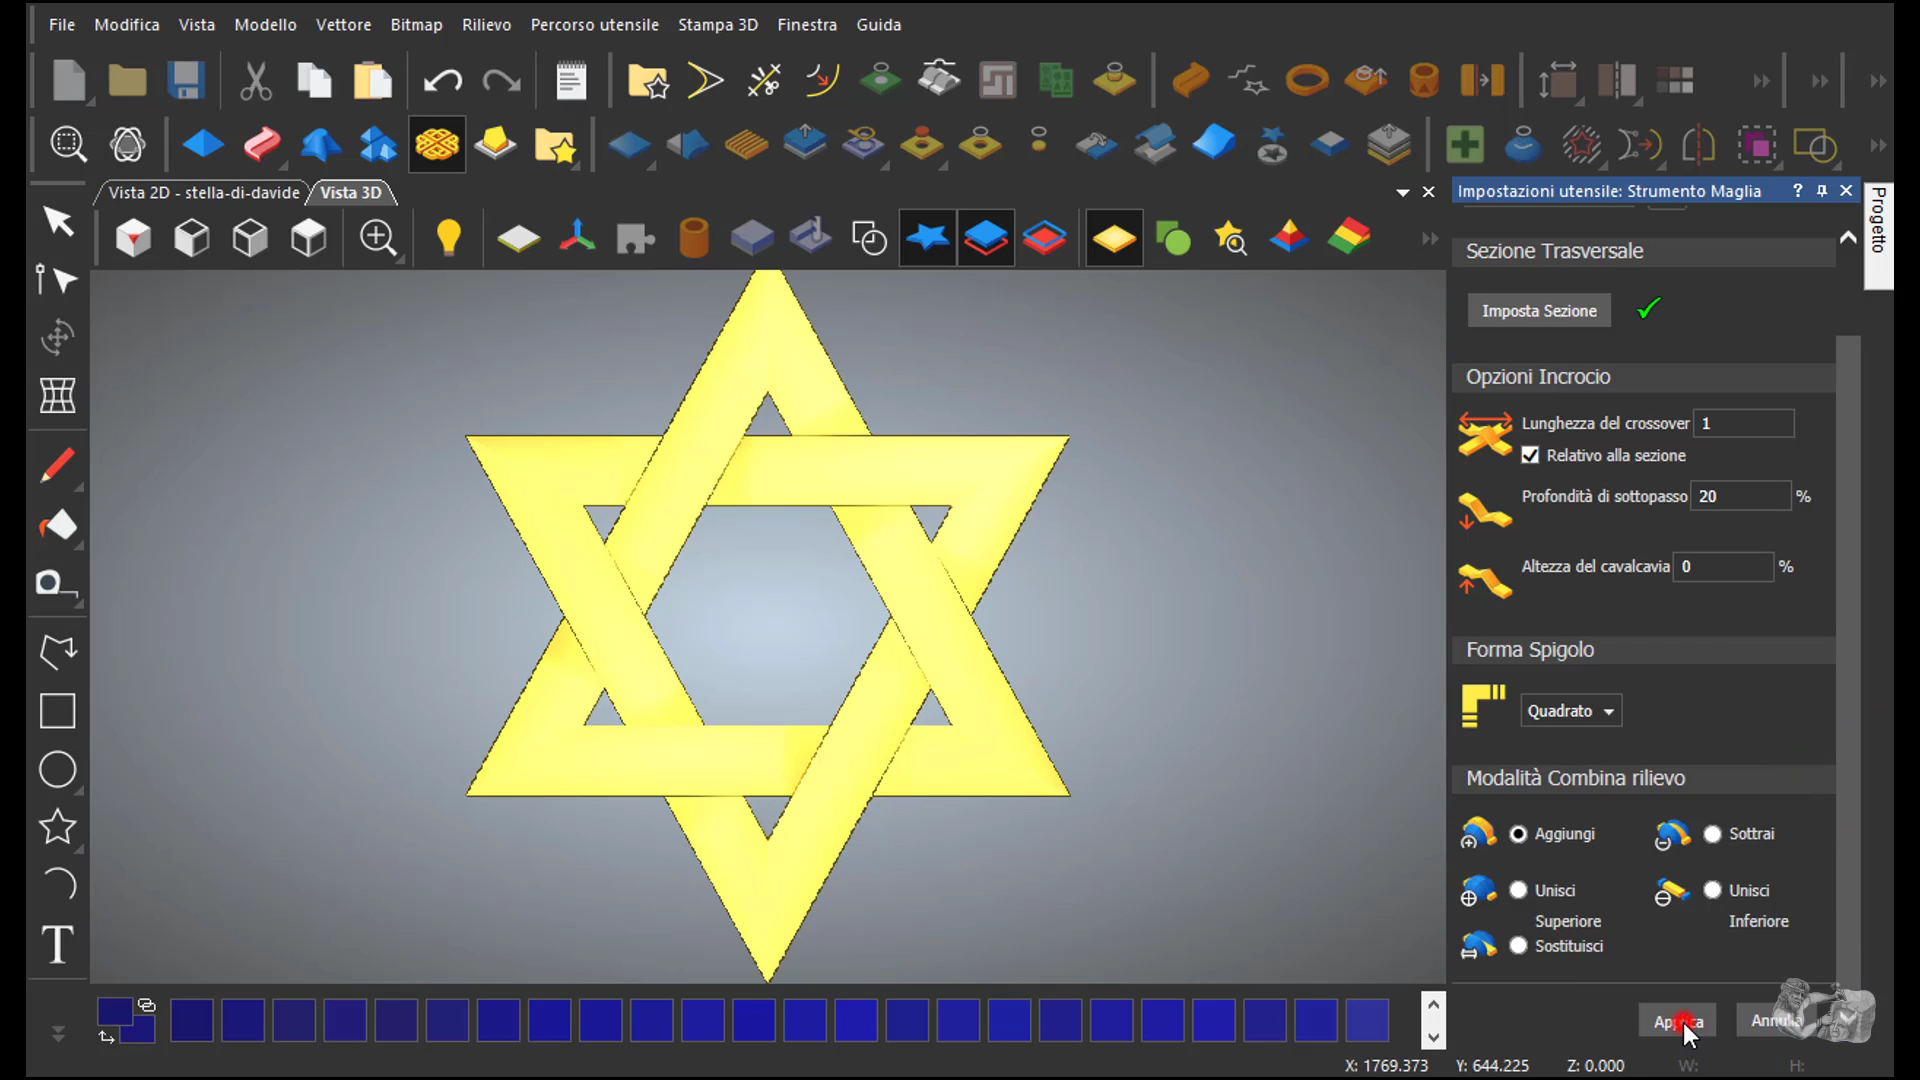 File Modifica Vista Modello Vettore Bitmap Rilievo Percorso utensile Stampa 3D Finestra Guida
Vista 2D - stella-di-davide Vista 3D
Impostazioni utensile: Strumento Maglia
Progetto
Sezione Trasversale
Imposta Sezione
Opzioni Incrocio
Lunghezza del crossover 1
Relativo alla sezione
Profondità di sottopasso 20 %
Altezza del cavalcavia 0 %
Forma Spigolo
Quadrato
Modalità Combina rilievo
Aggiungi Sottrai
Unisci Superiore Unisci Inferiore
Sostituisci
Applica Annulla
X: 1769.373 Y: 644.225 Z: 0.000 W: H: